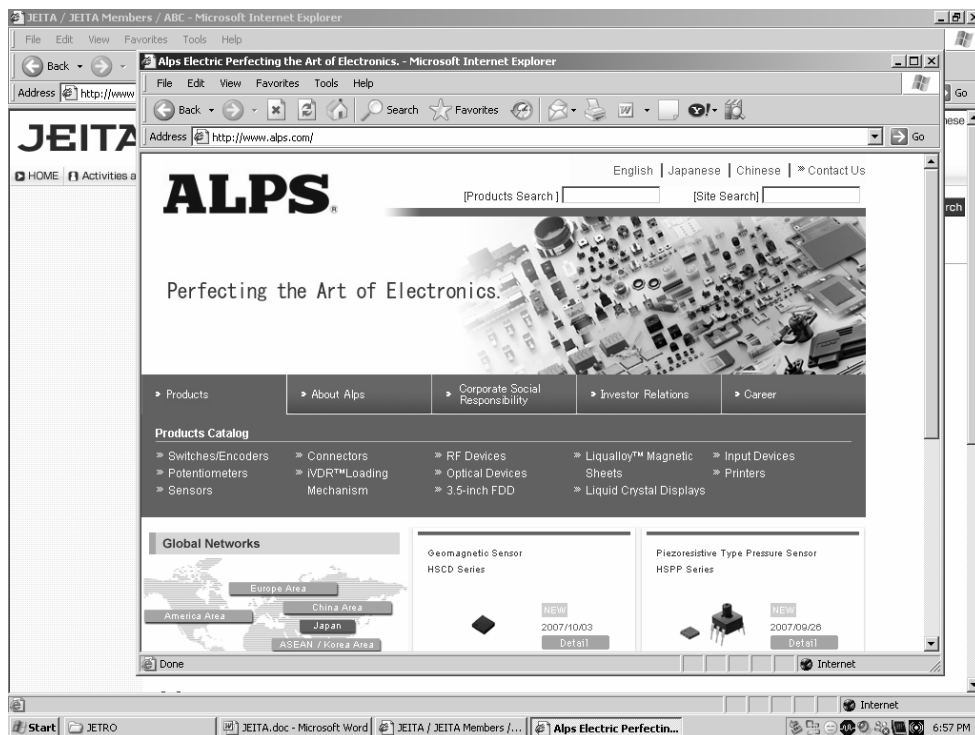 JEITA / JEITA Members / ABC - Microsoft Internet Explorer
File Edit View Favorites Tools Help
Back
Address http://www
Go
JEITA
HOME Activities a
Alps Electric Perfecting the Art of Electronics. - Microsoft Internet Explorer
File Edit View Favorites Tools Help
Back Search Favorites
Address http://www.alps.com/ Go
English | Japanese | Chinese | » Contact Us
ALPS®
[Products Search ] [Site Search]
Perfecting the Art of Electronics.
Products About Alps Corporate Social Responsibility Investor Relations Career
Products Catalog
» Switches/Encoders » Connectors » RF Devices » Liqualloy™ Magnetic Sheets » Input Devices
» Potentiometers » iVDR™Loading Mechanism » Optical Devices » Printers
» Sensors » 3.5-inch FDD » Liquid Crystal Displays
Global Networks
Europe Area
China Area
America Area
Japan
ASEAN / Korea Area
Geomagnetic Sensor
HSCD Series
NEW
2007/10/03
Detail
Piezoresistive Type Pressure Sensor
HSPP Series
NEW
2007/09/26
Detail
Done Internet
Internet
Start JETRO JEITA.doc - Microsoft Word JEITA / JEITA Members /... Alps Electric Perfectin... 6:57 PM